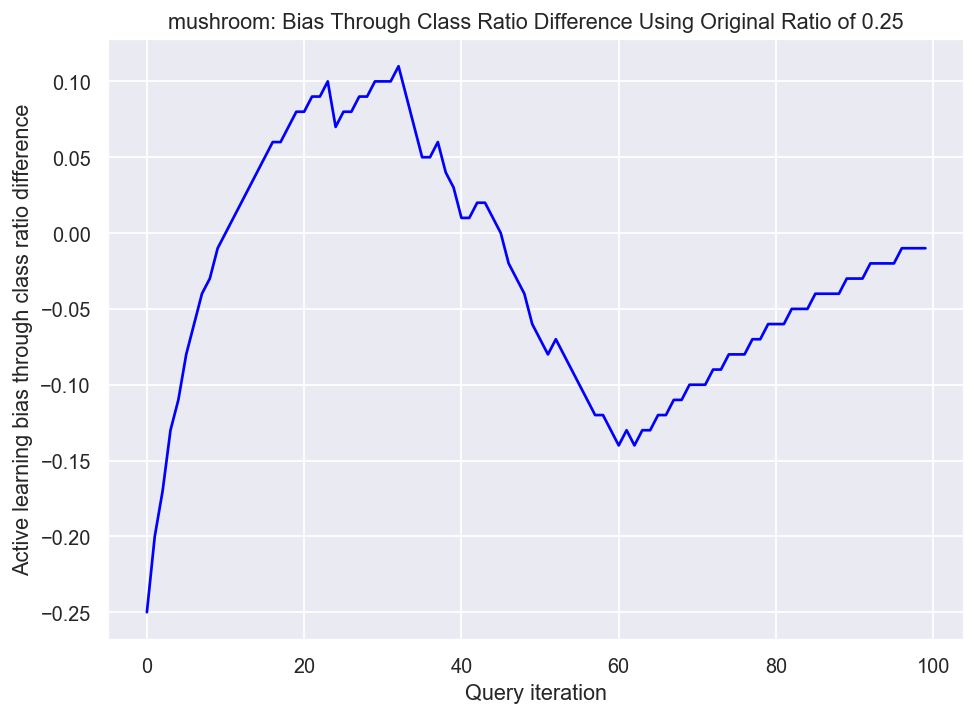 mushroom: Bias Through Class Ratio Difference Using Original Ratio of 0.25
Active learning bias through class ratio difference
0.10
0.05
0.00
−0.05
−0.10
−0.15
−0.20
−0.25
0 20 40 60 80 100
Query iteration